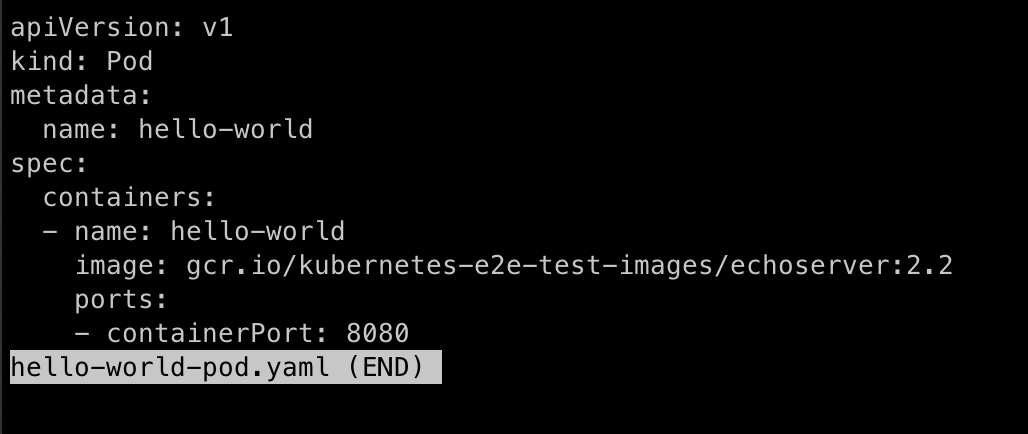 apiVersion: v1
kind: Pod
metadata:
  name: hello-world
spec:
  containers:
  - name: hello-world
    image: gcr.io/kubernetes-e2e-test-images/echoserver:2.2
    ports:
    - containerPort: 8080
hello-world-pod.yaml (END)